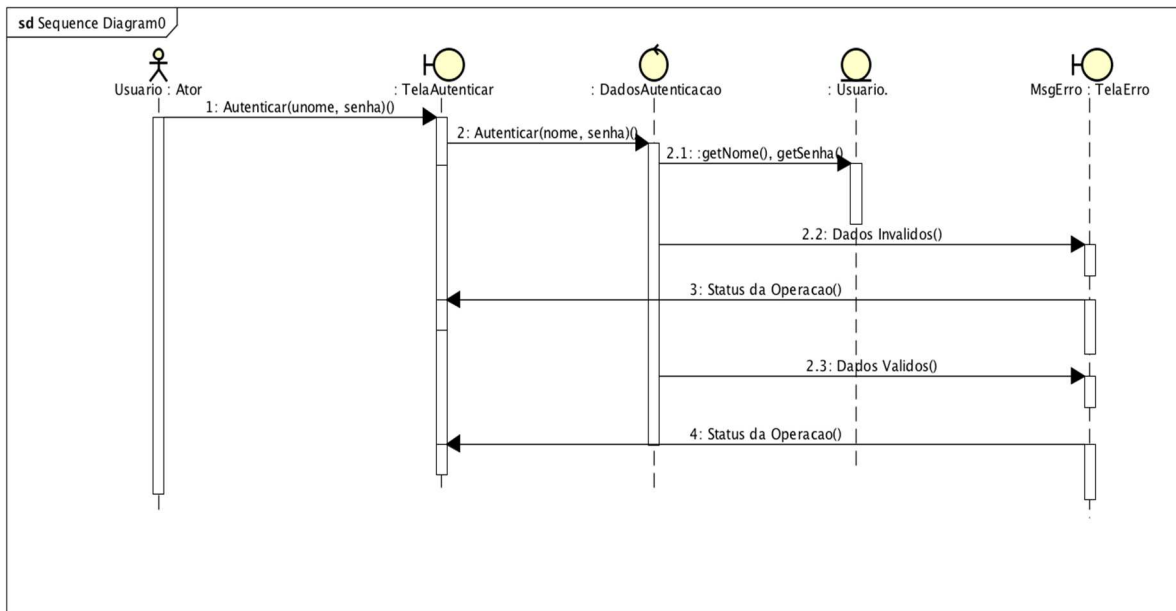 sd Sequence Diagram0
Usuario : Ator
: TelaAutenticar
: DadosAutenticacao
: Usuario.
MsgErro : TelaErro
1: Autenticar(unome, senha)()
2: Autenticar(nome, senha)()
2.1: :getNome(), getSenha()
2.2: Dados Invalidos()
3: Status da Operacao()
2.3: Dados Validos()
4: Status da Operacao()